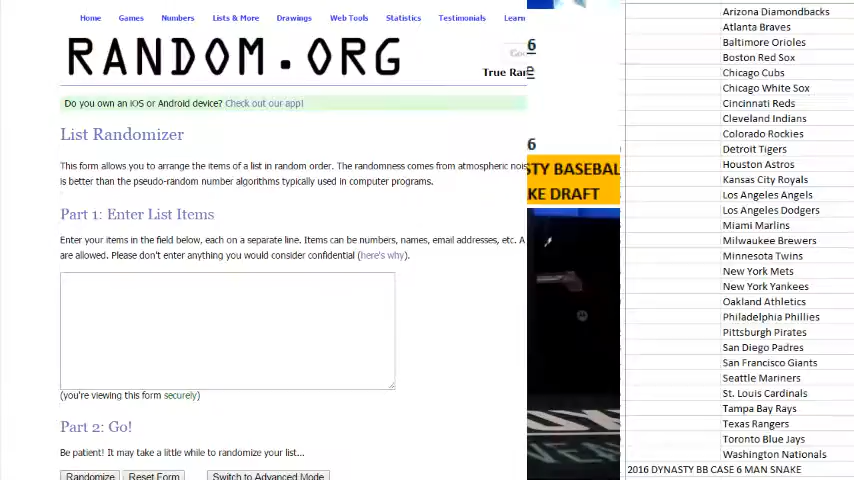 Home Games Numbers Lists & More Drawings Web Tools Statistics Testimonials Learn
RANDOM.ORG
True Ran
Do you own an iOS or Android device? Check out our app!
List Randomizer
This form allows you to arrange the items of a list in random order. The randomness comes from atmospheric nois
is better than the pseudo-random number algorithms typically used in computer programs.
Part 1: Enter List Items
Enter your items in the field below, each on a separate line. Items can be numbers, names, email addresses, etc. A
are allowed. Please don't enter anything you would consider confidential (here's why).
(you're viewing this form securely)
Part 2: Go!
Be patient! It may take a little while to randomize your list...
Randomize Reset Form Switch to Advanced Mode
6
e
6
STY BASEBAL
KE DRAFT
Arizona Diamondbacks
Atlanta Braves
Baltimore Orioles
Boston Red Sox
Chicago Cubs
Chicago White Sox
Cincinnati Reds
Cleveland Indians
Colorado Rockies
Detroit Tigers
Houston Astros
Kansas City Royals
Los Angeles Angels
Los Angeles Dodgers
Miami Marlins
Milwaukee Brewers
Minnesota Twins
New York Mets
New York Yankees
Oakland Athletics
Philadelphia Phillies
Pittsburgh Pirates
San Diego Padres
San Francisco Giants
Seattle Mariners
St. Louis Cardinals
Tampa Bay Rays
Texas Rangers
Toronto Blue Jays
Washington Nationals
2016 DYNASTY BB CASE 6 MAN SNAKE